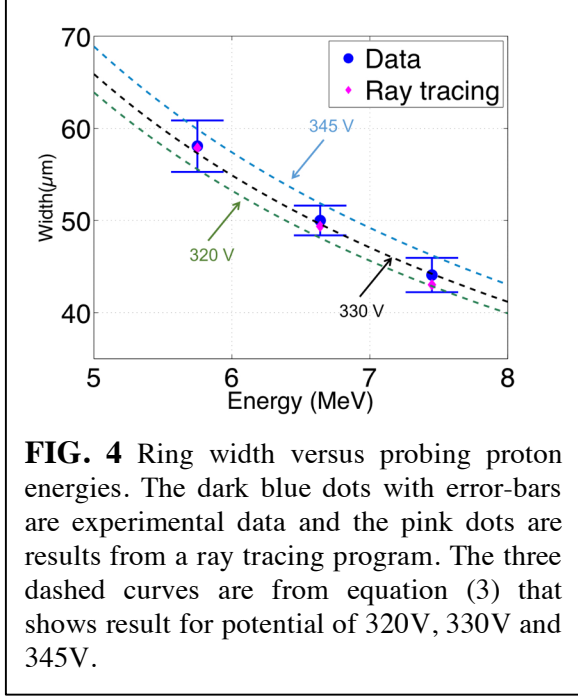 70
60
50
40
5
6
7
8
Width(μm)
Energy (MeV)
Data
Ray tracing
345 V
320 V
330 V
FIG. 4 Ring width versus probing proton
energies. The dark blue dots with error-bars
are experimental data and the pink dots are
results from a ray tracing program. The three
dashed curves are from equation (3) that
shows result for potential of 320V, 330V and
345V.